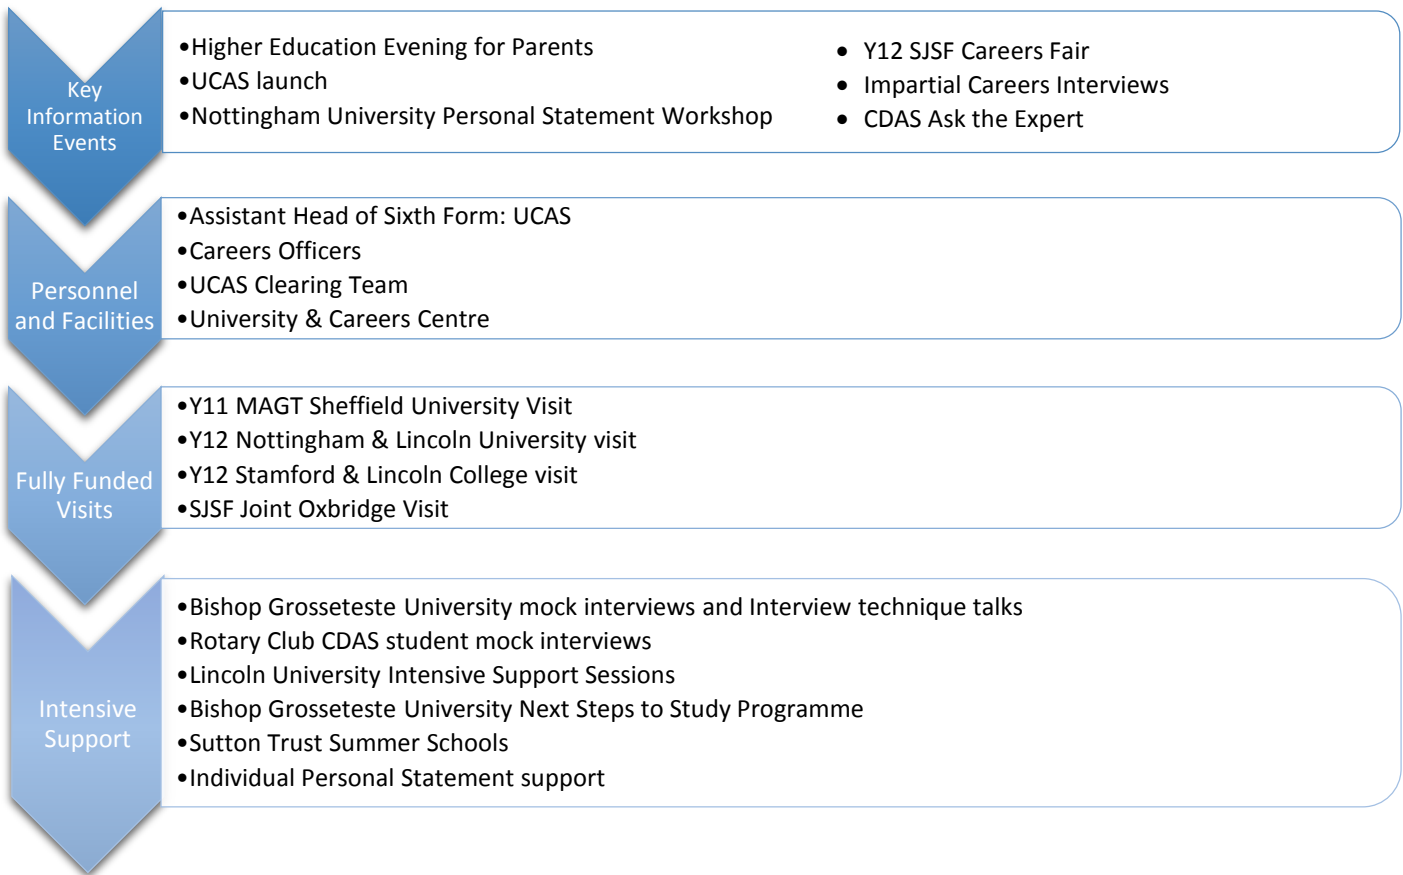 Key
Information
Events
•Higher Education Evening for Parents
•UCAS launch
•Nottingham University Personal Statement Workshop
• Y12 SJSF Careers Fair
• Impartial Careers Interviews
• CDAS Ask the Expert
Personnel
and Facilities
•Assistant Head of Sixth Form: UCAS
•Careers Officers
•UCAS Clearing Team
•University & Careers Centre
Fully Funded
Visits
•Y11 MAGT Sheffield University Visit
•Y12 Nottingham & Lincoln University visit
•Y12 Stamford & Lincoln College visit
•SJSF Joint Oxbridge Visit
Intensive
Support
•Bishop Grosseteste University mock interviews and Interview technique talks
•Rotary Club CDAS student mock interviews
•Lincoln University Intensive Support Sessions
•Bishop Grosseteste University Next Steps to Study Programme
•Sutton Trust Summer Schools
•Individual Personal Statement support